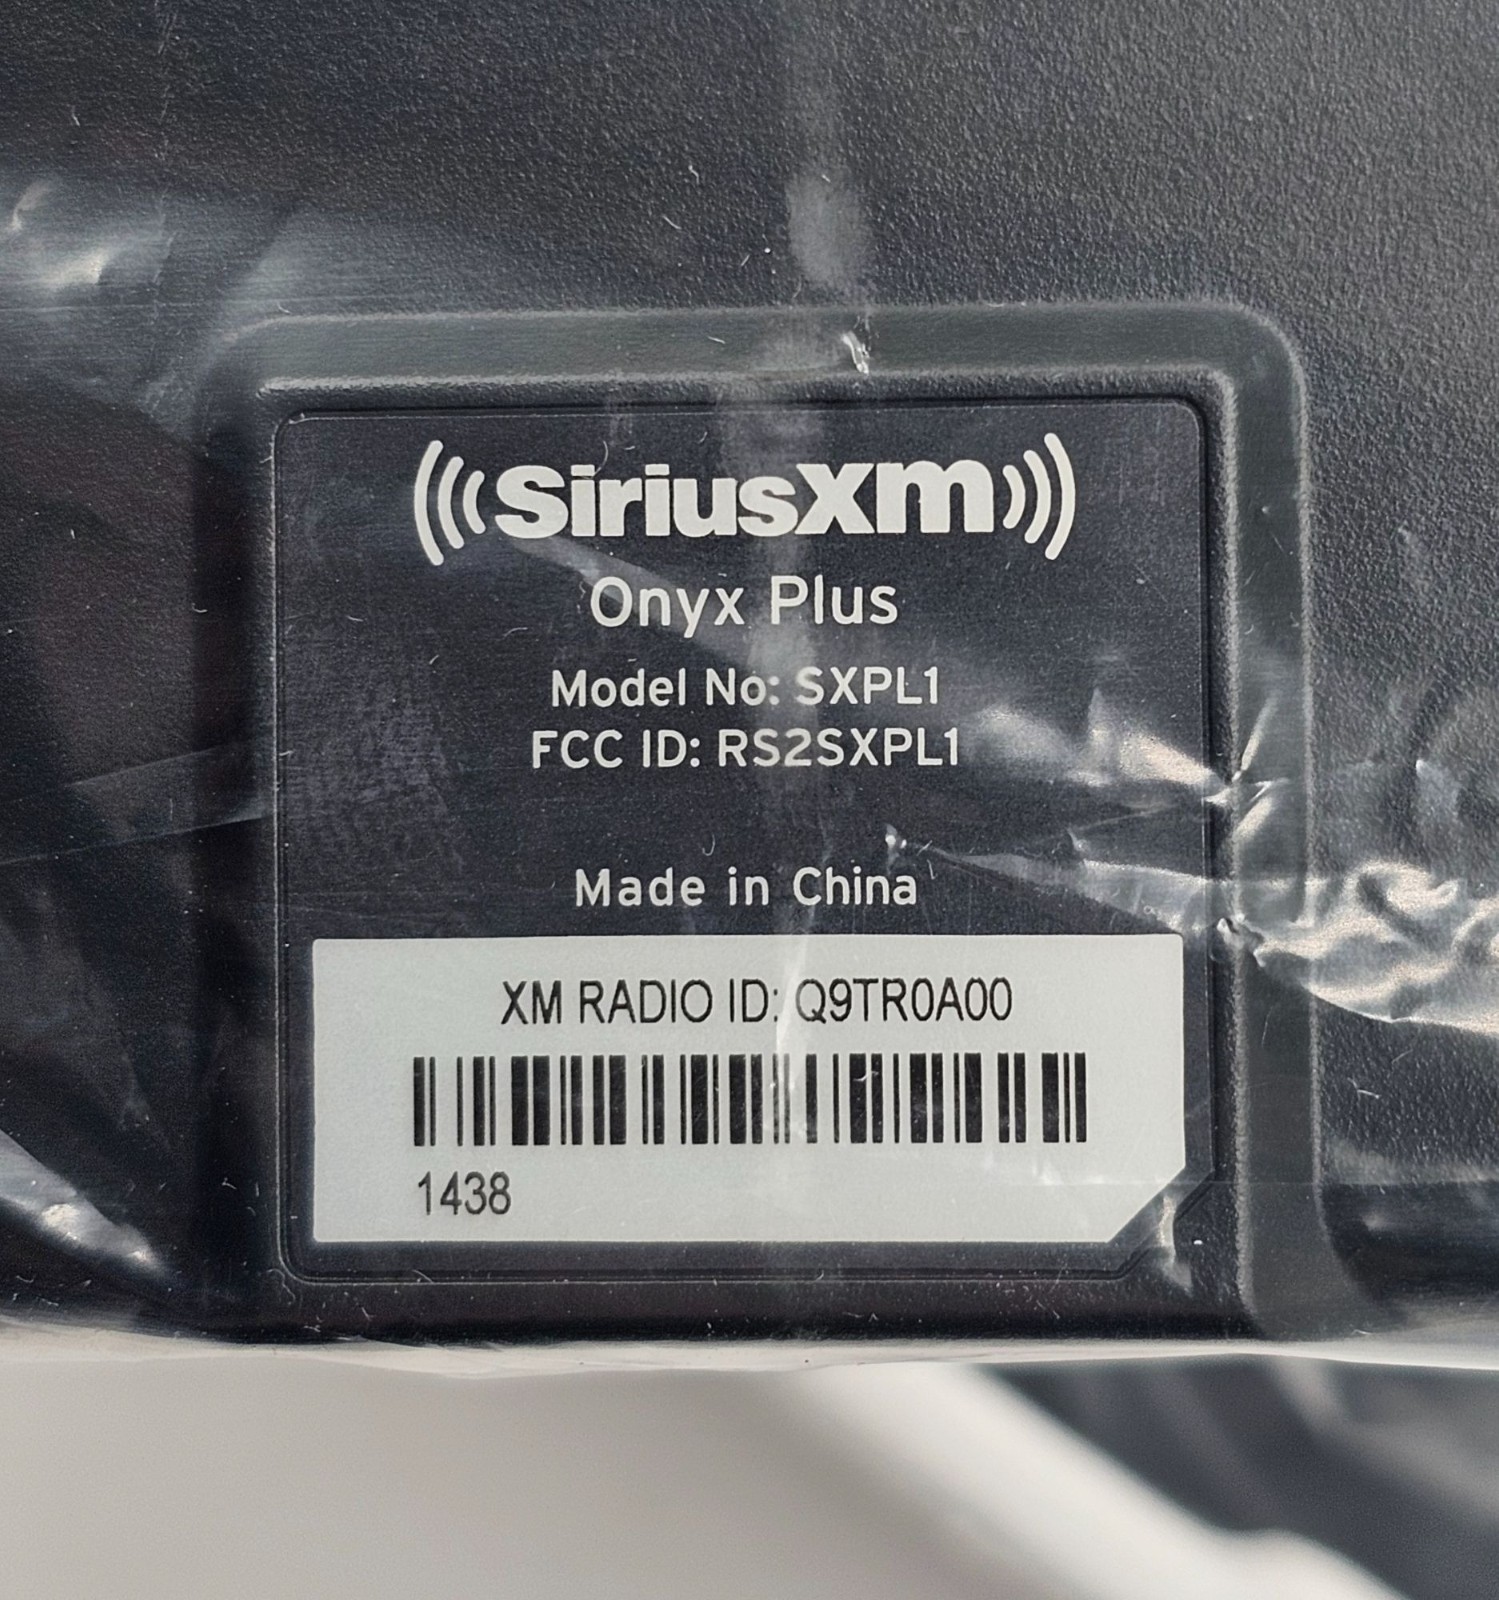 SiriusXM
Onyx Plus
Model No: SXPL1
FCC ID: RS2SXPL1
Made in China
XM RADIO ID: Q9TR0A00
1438